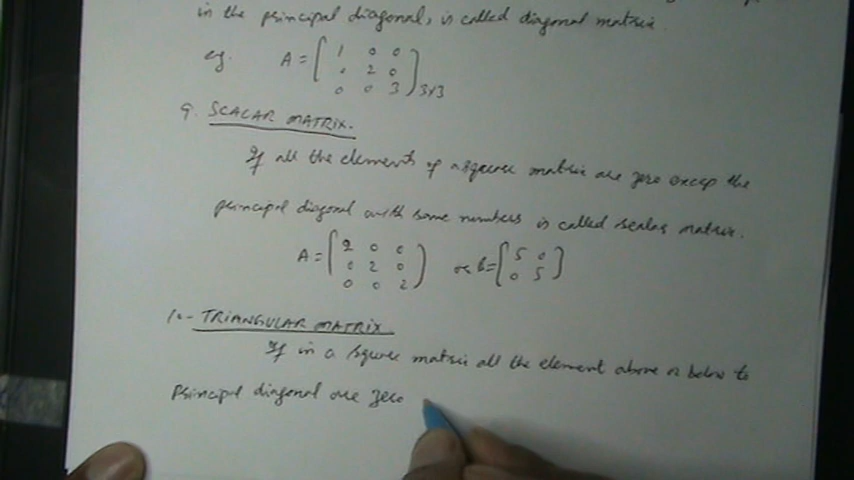 in the principal diagonal, is called diagonal matrix
eg. A = [ 1 0 0
0 2 0
0 0 3 ] 3x3
9. SCALAR MATRIX.
If all the elements of a square matrix are zero excep the
principal diagonal with same numbers is called scalar matrix.
A = [ 2 0 0
0 2 0
0 0 2 ] or B = [ 5 0
0 5 ]
10- TRIANGULAR MATRIX
If in a square matrix all the element above or below to
Principal diagonal are zero